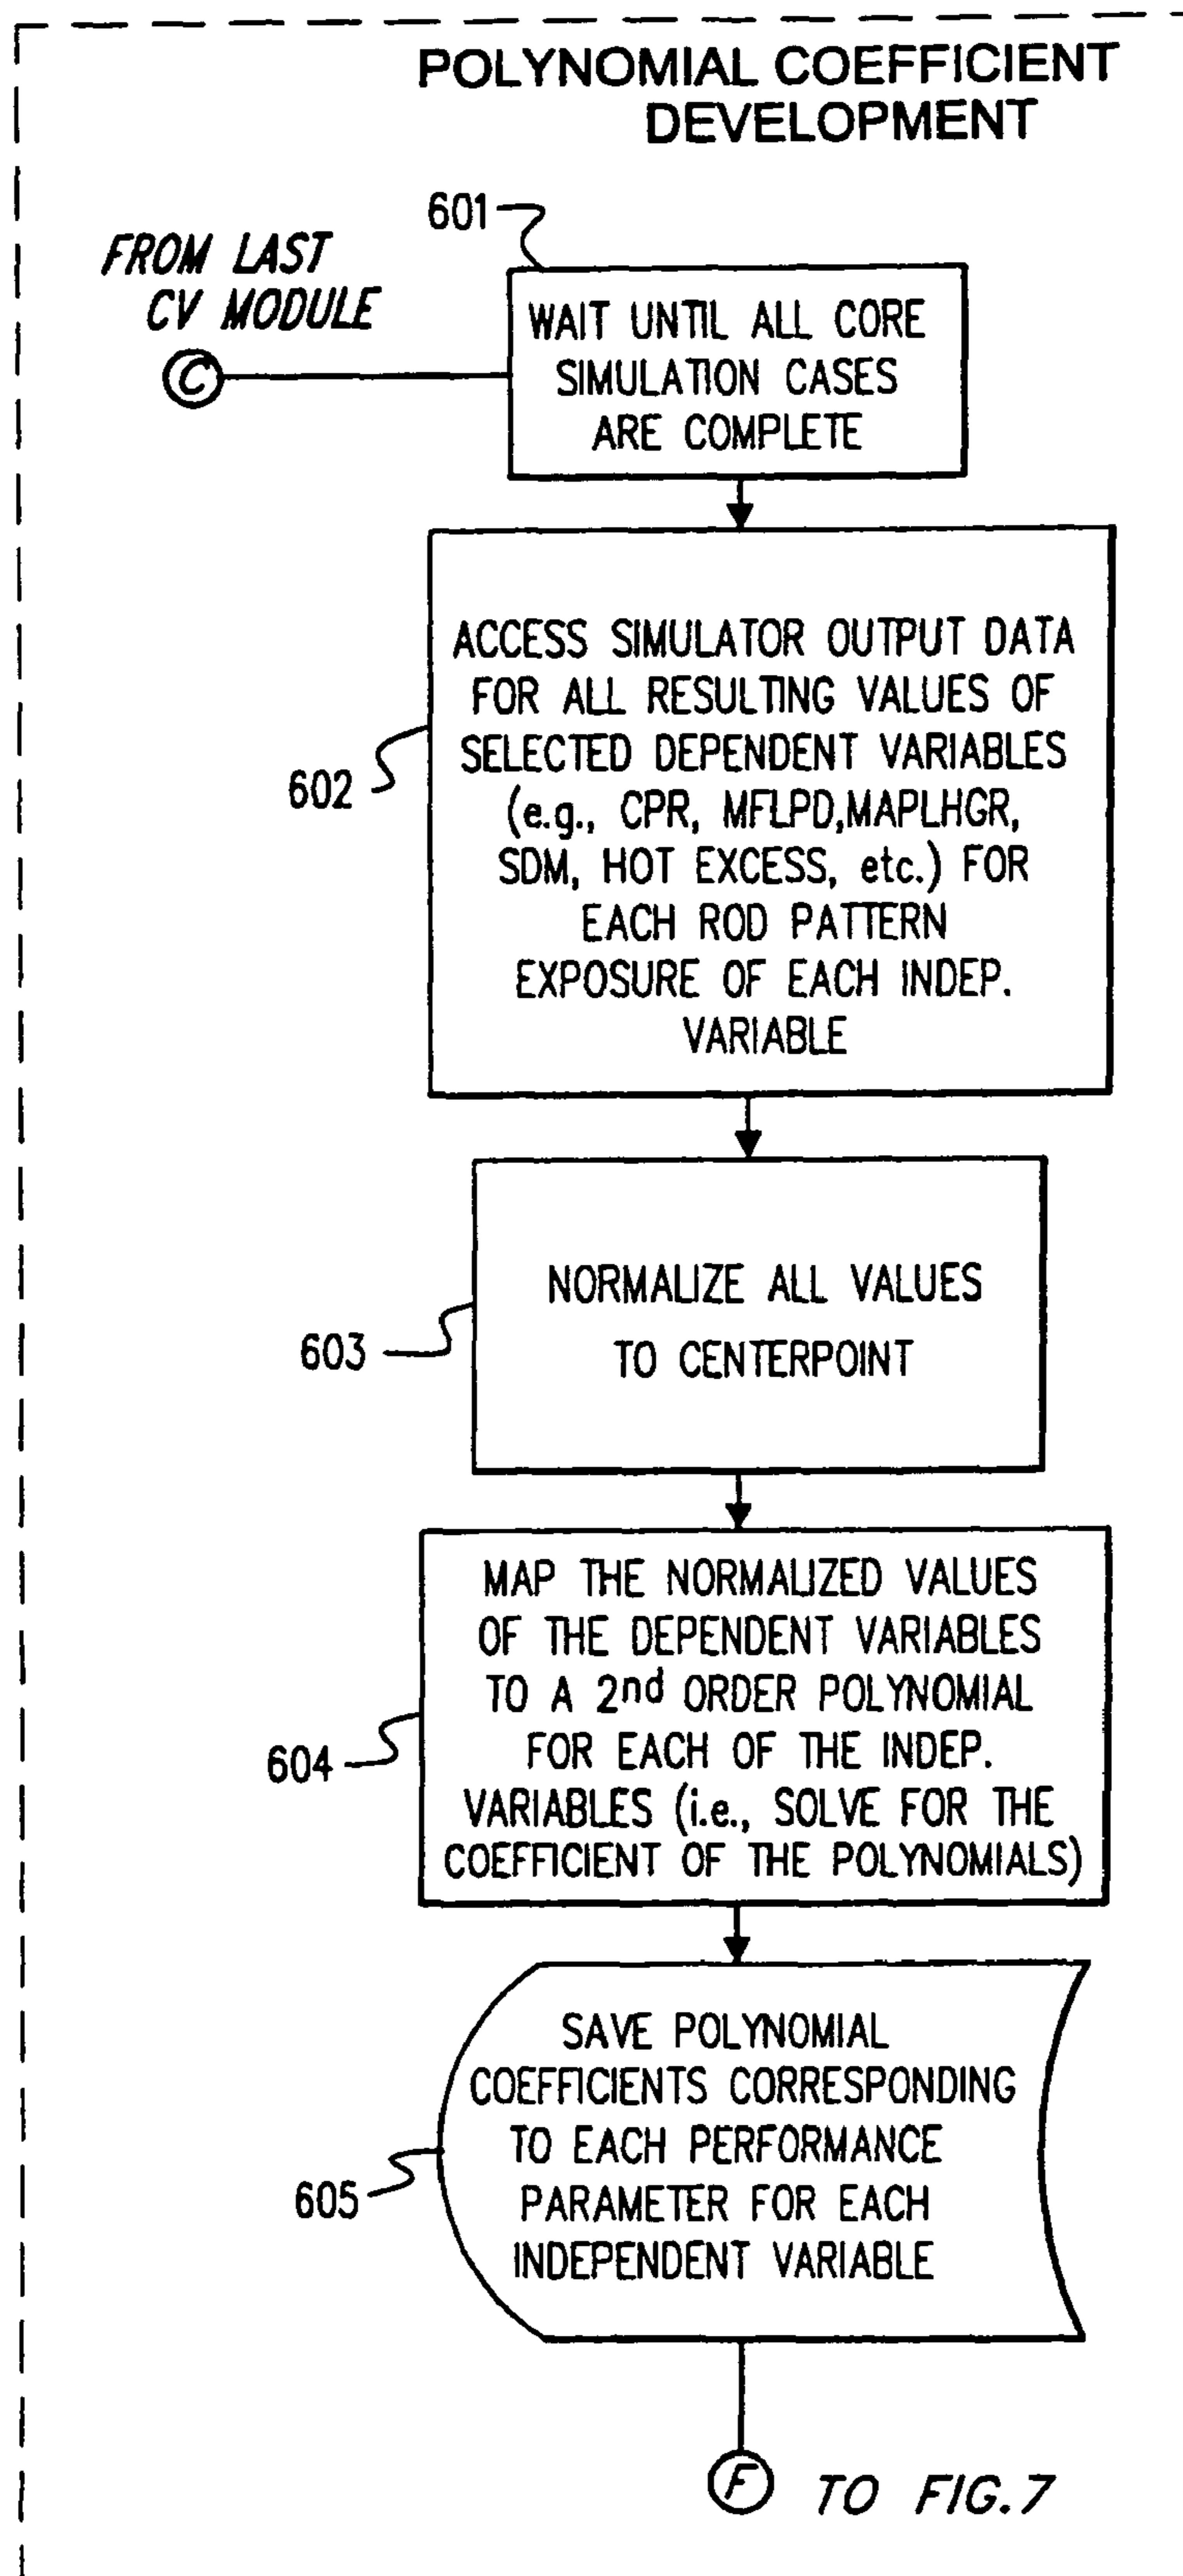 POLYNOMIAL COEFFICIENT
DEVELOPMENT
601
FROM LAST
CV MODULE
C
WAIT UNTIL ALL CORE
SIMULATION CASES
ARE COMPLETE
602
ACCESS SIMULATOR OUTPUT DATA
FOR ALL RESULTING VALUES OF
SELECTED DEPENDENT VARIABLES
(e.g., CPR, MFLPD,MAPLHGR,
SDM, HOT EXCESS, etc.) FOR
EACH ROD PATTERN
EXPOSURE OF EACH INDEP.
VARIABLE
603
NORMALIZE ALL VALUES
TO CENTERPOINT
604
MAP THE NORMALIZED VALUES
OF THE DEPENDENT VARIABLES
TO A 2nd ORDER POLYNOMIAL
FOR EACH OF THE INDEP.
VARIABLES (i.e., SOLVE FOR THE
COEFFICIENT OF THE POLYNOMIALS)
605
SAVE POLYNOMIAL
COEFFICIENTS CORRESPONDING
TO EACH PERFORMANCE
PARAMETER FOR EACH
INDEPENDENT VARIABLE
F TO FIG.7